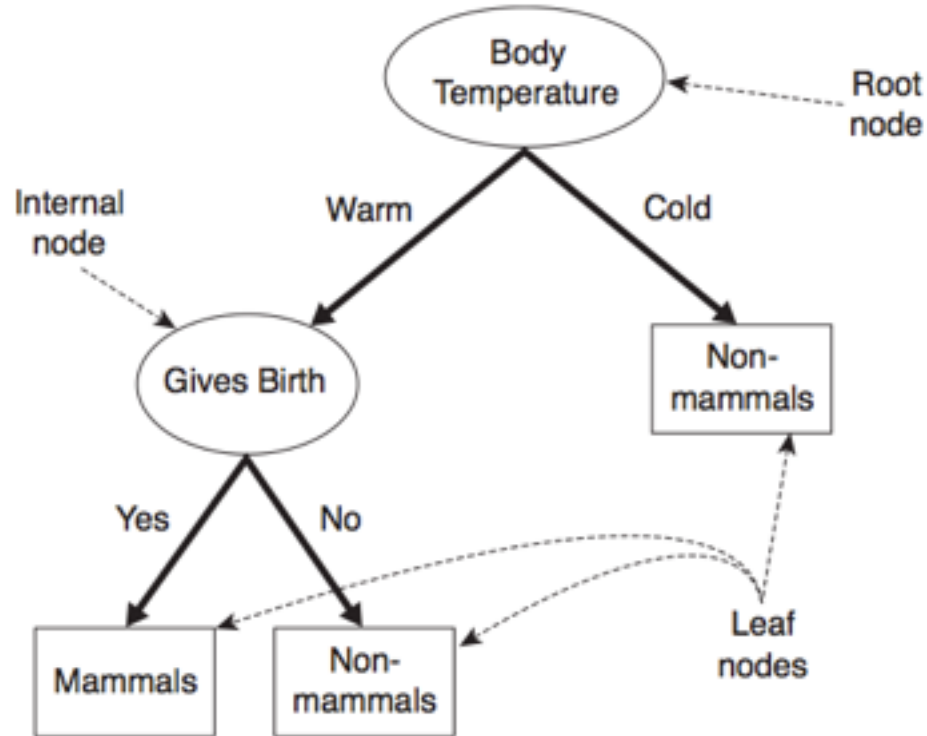 Body
Temperature
Root
node
Internal
node
Warm
Cold
Gives Birth
Non-
mammals
Yes
No
Leaf
nodes
Mammals
Non-
mammals